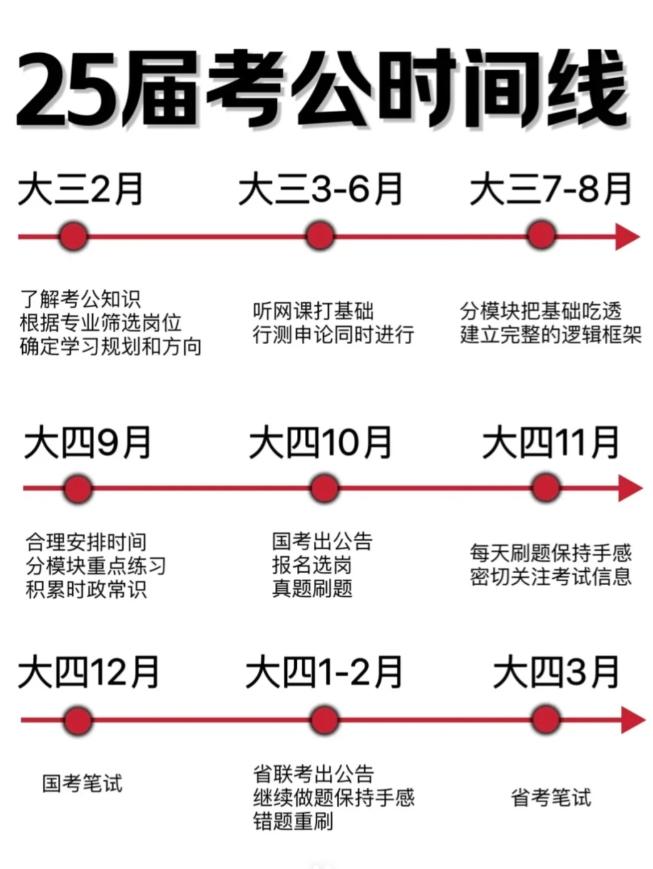 25届考公时间线
大三2月
大三3-6月
大三7-8月
了解考公知识
根据专业筛选岗位
确定学习规划和方向
听网课打基础
行测申论同时进行
分模块把基础吃透
建立完整的逻辑框架
大四9月
大四10月
大四11月
合理安排时间
分模块重点练习
积累时政常识
国考出公告
报名选岗
真题刷题
每天刷题保持手感
密切关注考试信息
大四12月
大四1-2月
大四3月
国考笔试
省联考出公告
继续做题保持手感
错题重刷
省考笔试